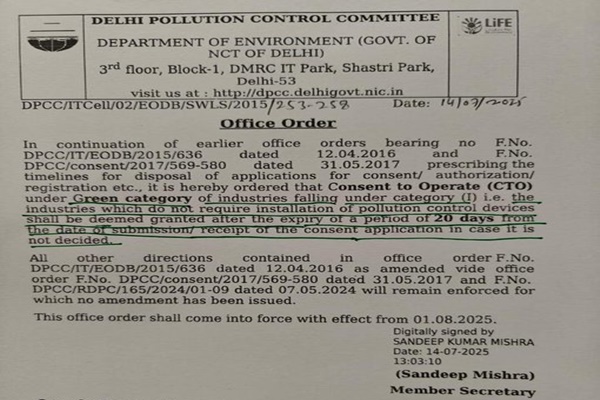 DELHI POLLUTION CONTROL COMMITTEE
DEPARTMENT OF ENVIRONMENT (GOVT. OF
NCT OF DELHI)
3rd floor, Block-1, DMRC IT Park, Shastri Park,
Delhi-53
visit us at : http://dpcc.delhigovt.nic.in
LiFE
DPCC/ITCell/02/EODB/SWLS/2015/253-258 Date: 14/07/2025
Office Order
In continuation of earlier office orders bearing no F.No.
DPCC/IT/EODB/2015/636 dated 12.04.2016 and F.No.
DPCC/consent/2017/569-580 dated 31.05.2017 prescribing the
timelines for disposal of applications for consent/ authorization/
registration etc., it is hereby ordered that Consent to Operate (CTO)
under Green category of industries falling under category (I) i.e. the
industries which do not require installation of pollution control devices
shall be deemed granted after the expiry of a period of 20 days from
the date of submission/ receipt of the consent application in case it is
not decided.
All other directions contained in office order F.No.
DPCC/IT/EODB/2015/636 dated 12.04.2016 as amended vide office
order F.No. DPCC/consent/2017/569-580 dated 31.05.2017 and F.No.
DPCC/RDPC/165/2024/01-09 dated 07.05.2024 will remain enforced for
which no amendment has been issued.
This office order shall come into force with effect from 01.08.2025.
Digitally signed by
SANDEEP KUMAR MISHRA
Date: 14-07-2025
13:03:10
(Sandeep Mishra)
Member Secretary